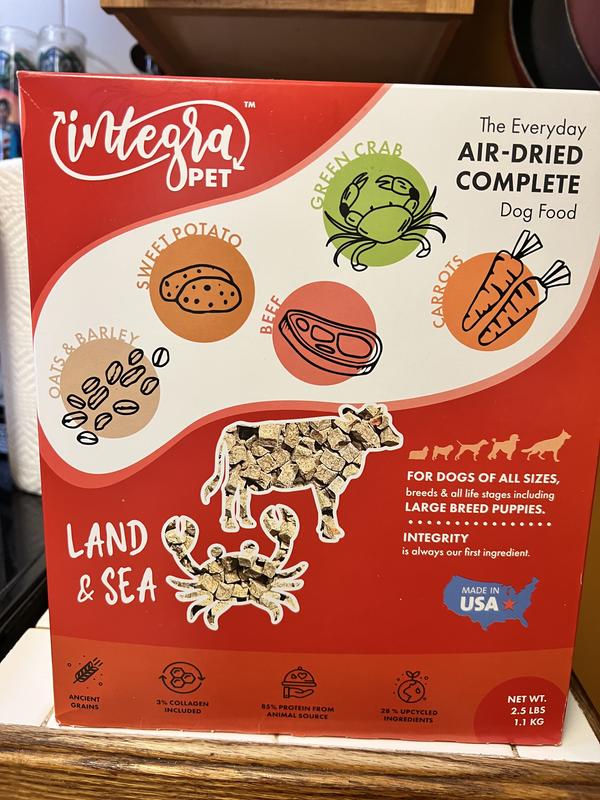 integra™
PET
The Everyday
AIR-DRIED
COMPLETE
Dog Food
GREEN CRAB
SWEET POTATO
CARROTS
BEEF
OATS & BARLEY
FOR DOGS OF ALL SIZES,
breeds & all life stages including
LARGE BREED PUPPIES.
INTEGRITY
is always our first ingredient.
LAND
& SEA
MADE IN
USA
ANCIENT
GRAINS
3% COLLAGEN
INCLUDED
85% PROTEIN FROM
ANIMAL SOURCE
28 % UPCYCLED
INGREDIENTS
NET WT.
2.5 LBS
1.1 KG